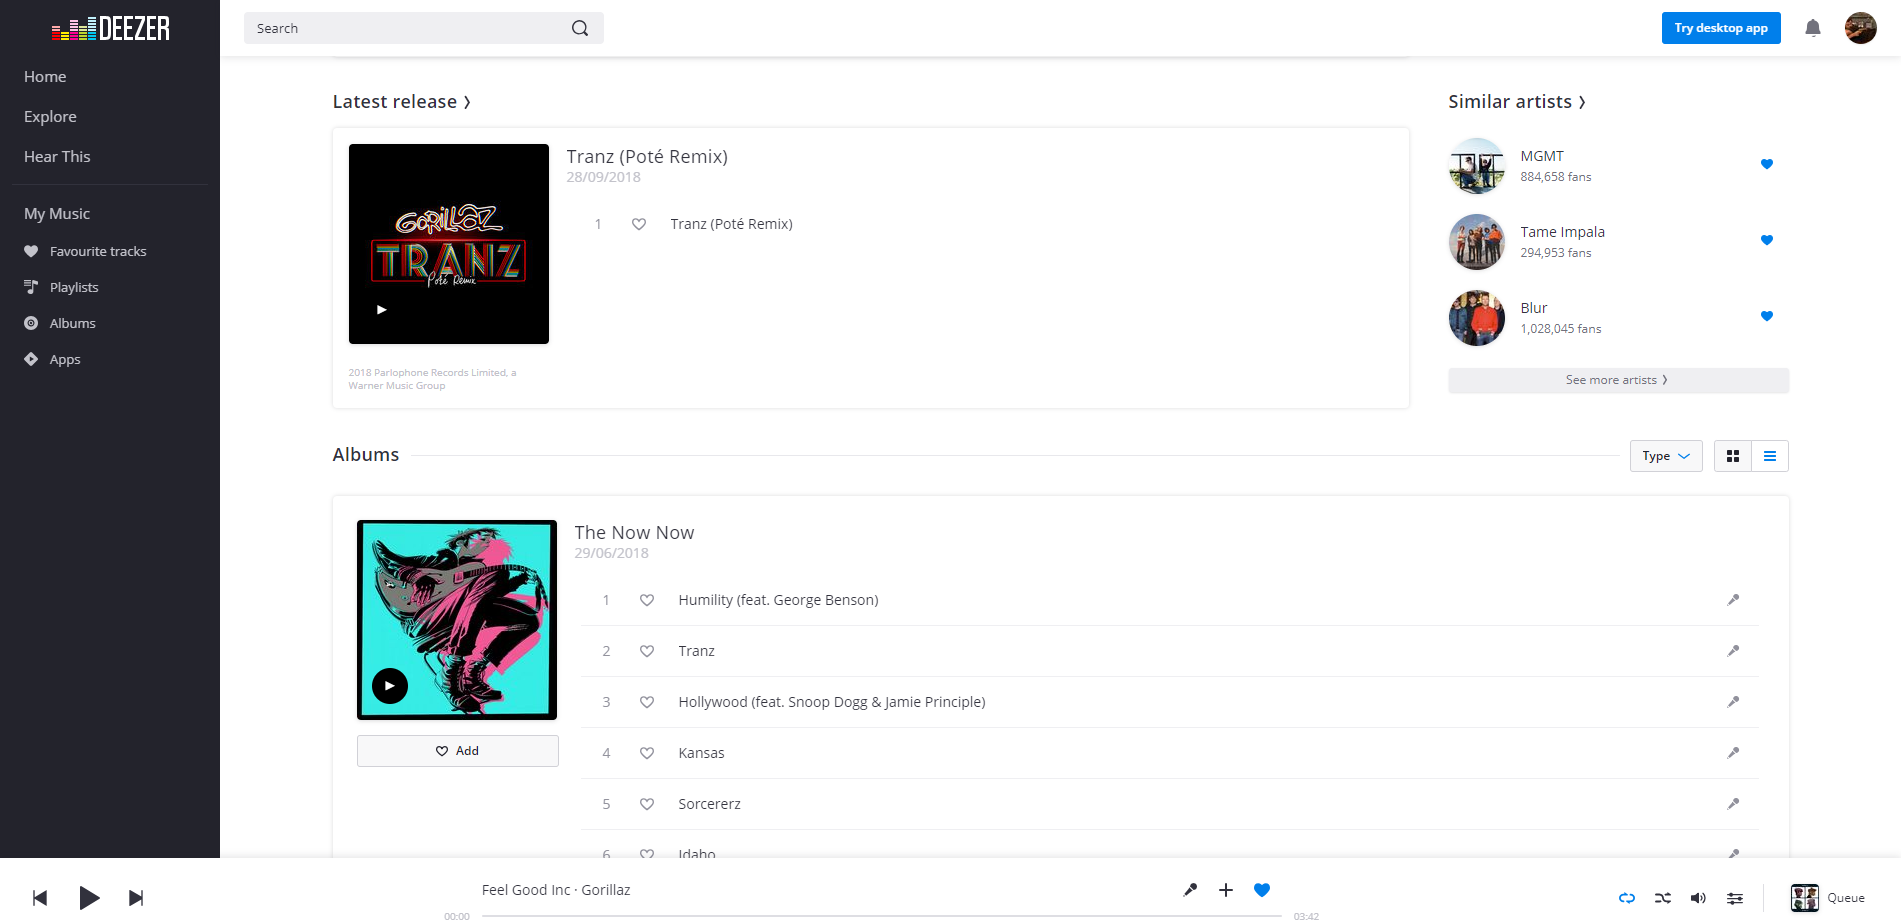 DEEZER
Search
Try desktop app
Home
Explore
Hear This
My Music
Favourite tracks
Playlists
Albums
Apps
Latest release
GORILLAZ
TRANZ
Poté Remix
Tranz (Poté Remix)
28/09/2018
1 Tranz (Poté Remix)
2018 Parlophone Records Limited, a
Warner Music Group
Similar artists
MGMT
884,658 fans
Tame Impala
294,953 fans
Blur
1,028,045 fans
See more artists
Albums
Type
The Now Now
29/06/2018
Add
1 Humility (feat. George Benson)
2 Tranz
3 Hollywood (feat. Snoop Dogg & Jamie Principle)
4 Kansas
5 Sorcererz
6 Idaho
Feel Good Inc · Gorillaz
00:00
03:42
Queue